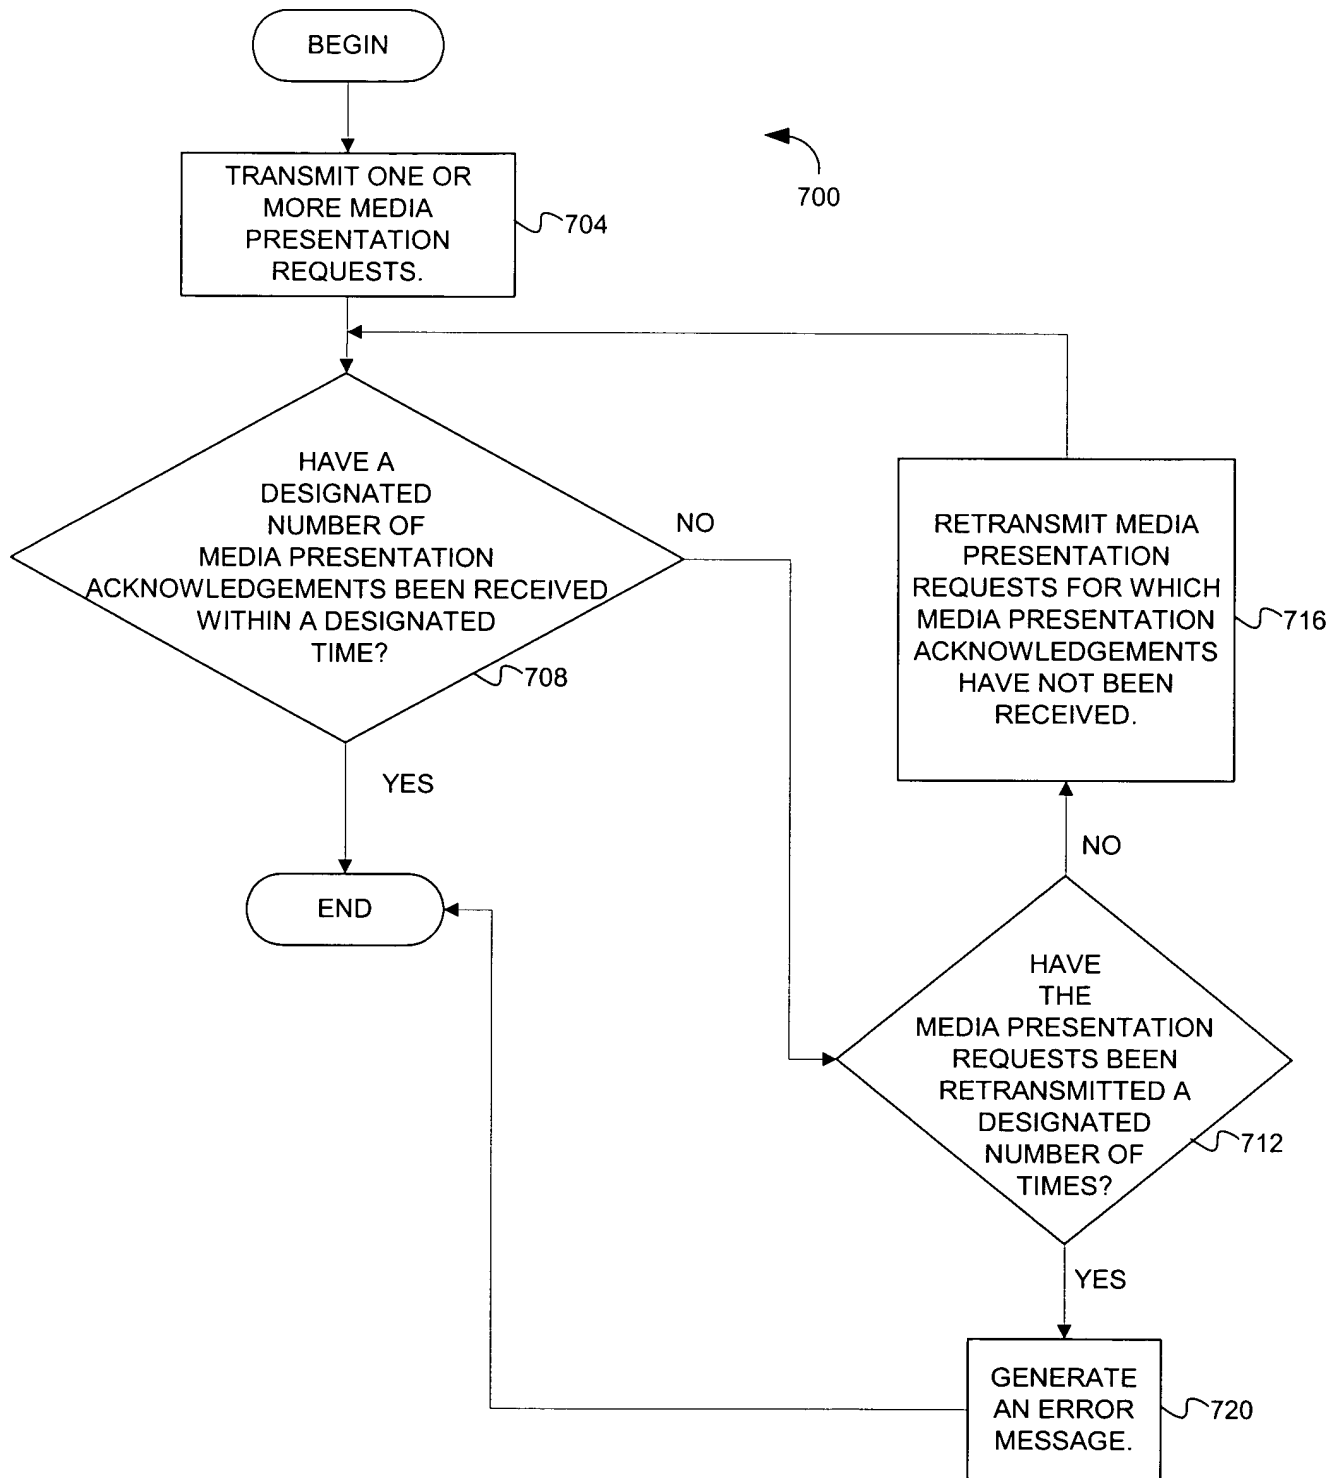 BEGIN
TRANSMIT ONE OR
MORE MEDIA
PRESENTATION
REQUESTS.
704
700
HAVE A
DESIGNATED
NUMBER OF
MEDIA PRESENTATION
ACKNOWLEDGEMENTS BEEN RECEIVED
WITHIN A DESIGNATED
TIME?
708
NO
YES
END
RETRANSMIT MEDIA
PRESENTATION
REQUESTS FOR WHICH
MEDIA PRESENTATION
ACKNOWLEDGEMENTS
HAVE NOT BEEN
RECEIVED.
716
NO
HAVE
THE
MEDIA PRESENTATION
REQUESTS BEEN
RETRANSMITTED A
DESIGNATED
NUMBER OF
TIMES?
712
YES
GENERATE
AN ERROR
MESSAGE.
720